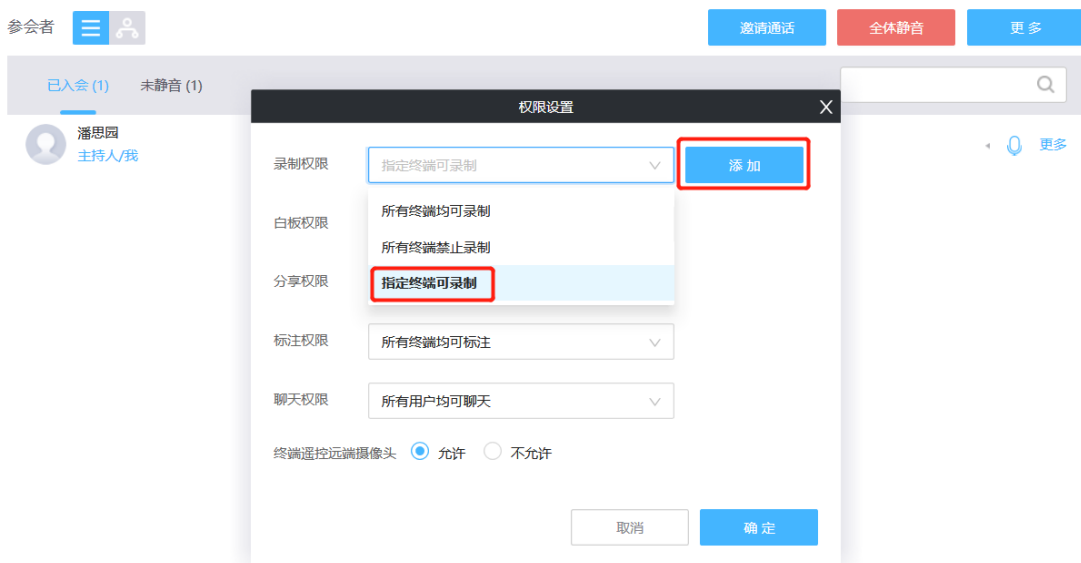 参会者
邀请通话
全体静音
更 多
已入会 (1)
未静音 (1)
潘思园
主持人/我
更多
权限设置
X
录制权限
指定终端可录制
添 加
所有终端均可录制
所有终端禁止录制
指定终端可录制
白板权限
分享权限
标注权限
所有终端均可标注
聊天权限
所有用户均可聊天
终端遥控远端摄像头
允许
不允许
取消
确 定